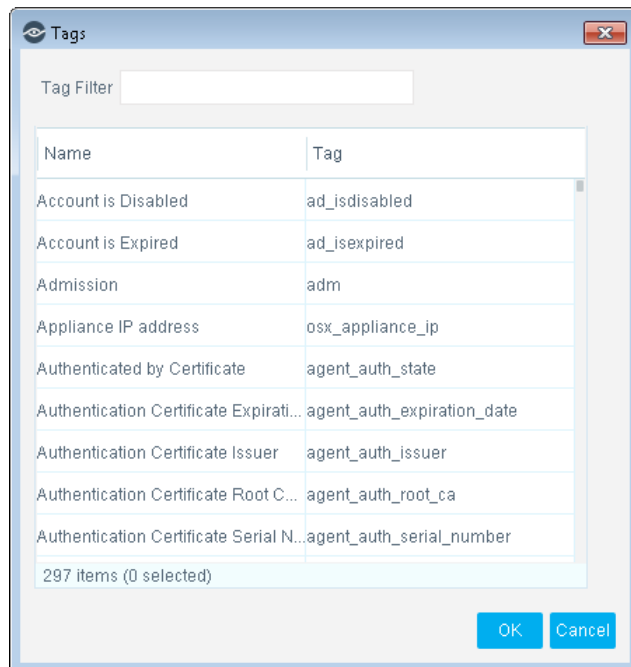 Tags
Tag Filter
Name Tag
Account is Disabled ad_isdisabled
Account is Expired ad_isexpired
Admission adm
Appliance IP address osx_appliance_ip
Authenticated by Certificate agent_auth_state
Authentication Certificate Expirati... agent_auth_expiration_date
Authentication Certificate Issuer agent_auth_issuer
Authentication Certificate Root C... agent_auth_root_ca
Authentication Certificate Serial N... agent_auth_serial_number
297 items (0 selected)
OK Cancel